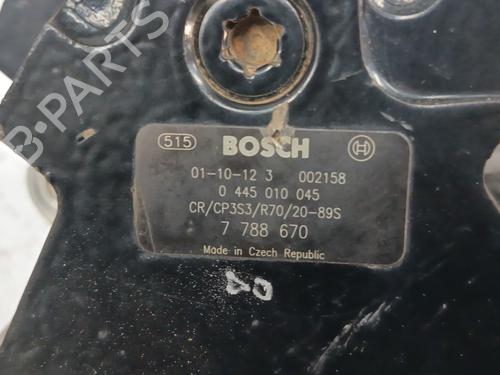 B-PARTS
515 BOSCH
01-10-12 3 002158
0 445 010 045
CR/CP3S3/R70/20-89S
7 788 670
Made in Czech Republic